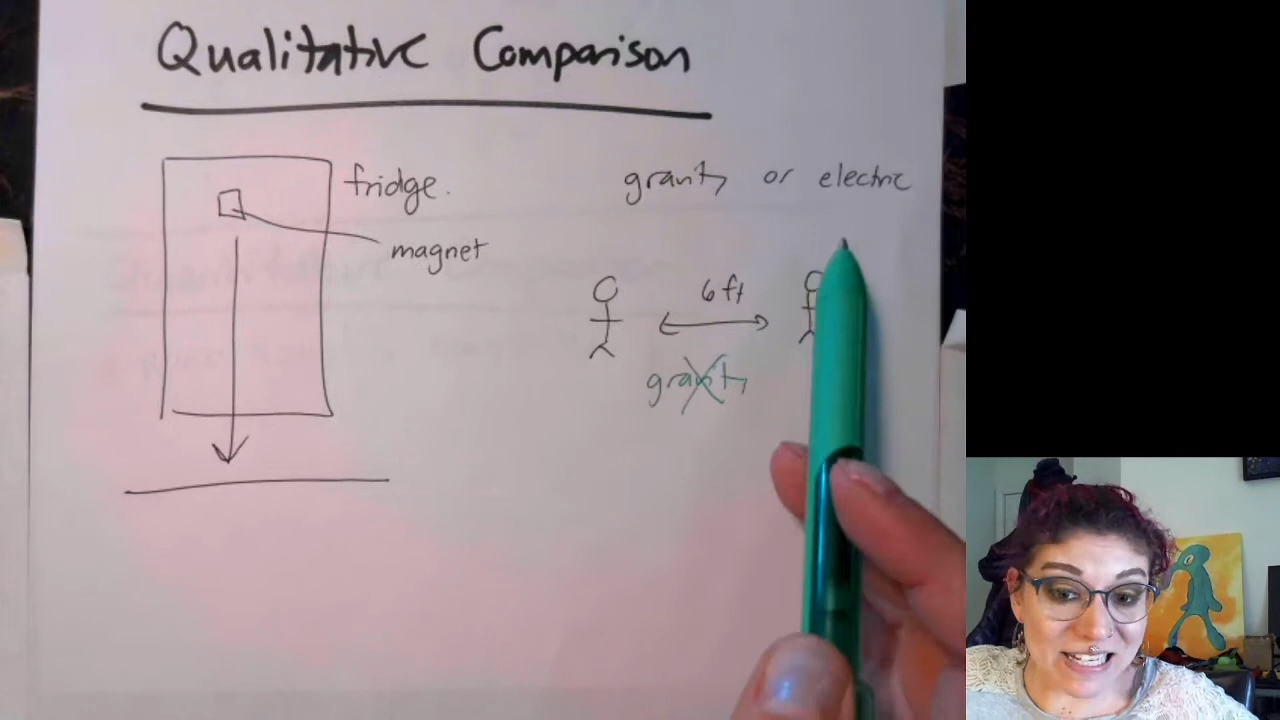 Qualitative Comparison
fridge.
gravity or electric
magnet
6 ft
gravity